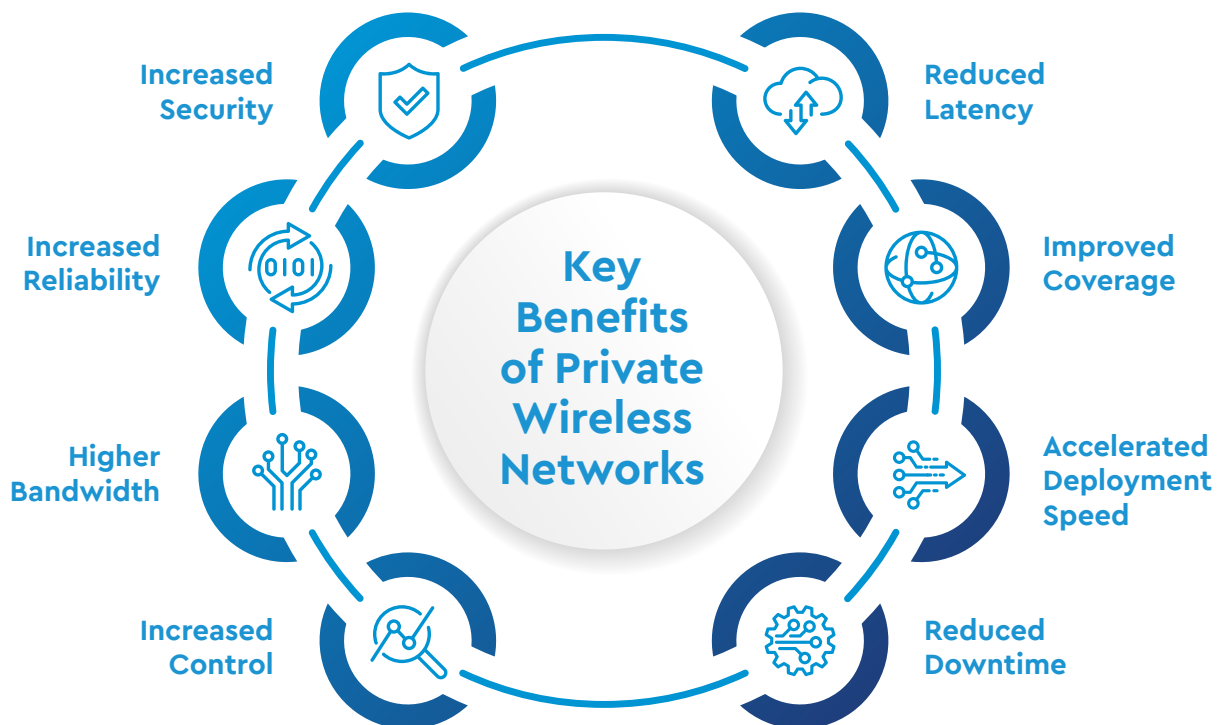 Increased
Security
Reduced
Latency
Increased
Reliability
0101
Improved
Coverage
Key
Benefits
of Private
Wireless
Networks
Higher
Bandwidth
Accelerated
Deployment
Speed
Increased
Control
Reduced
Downtime